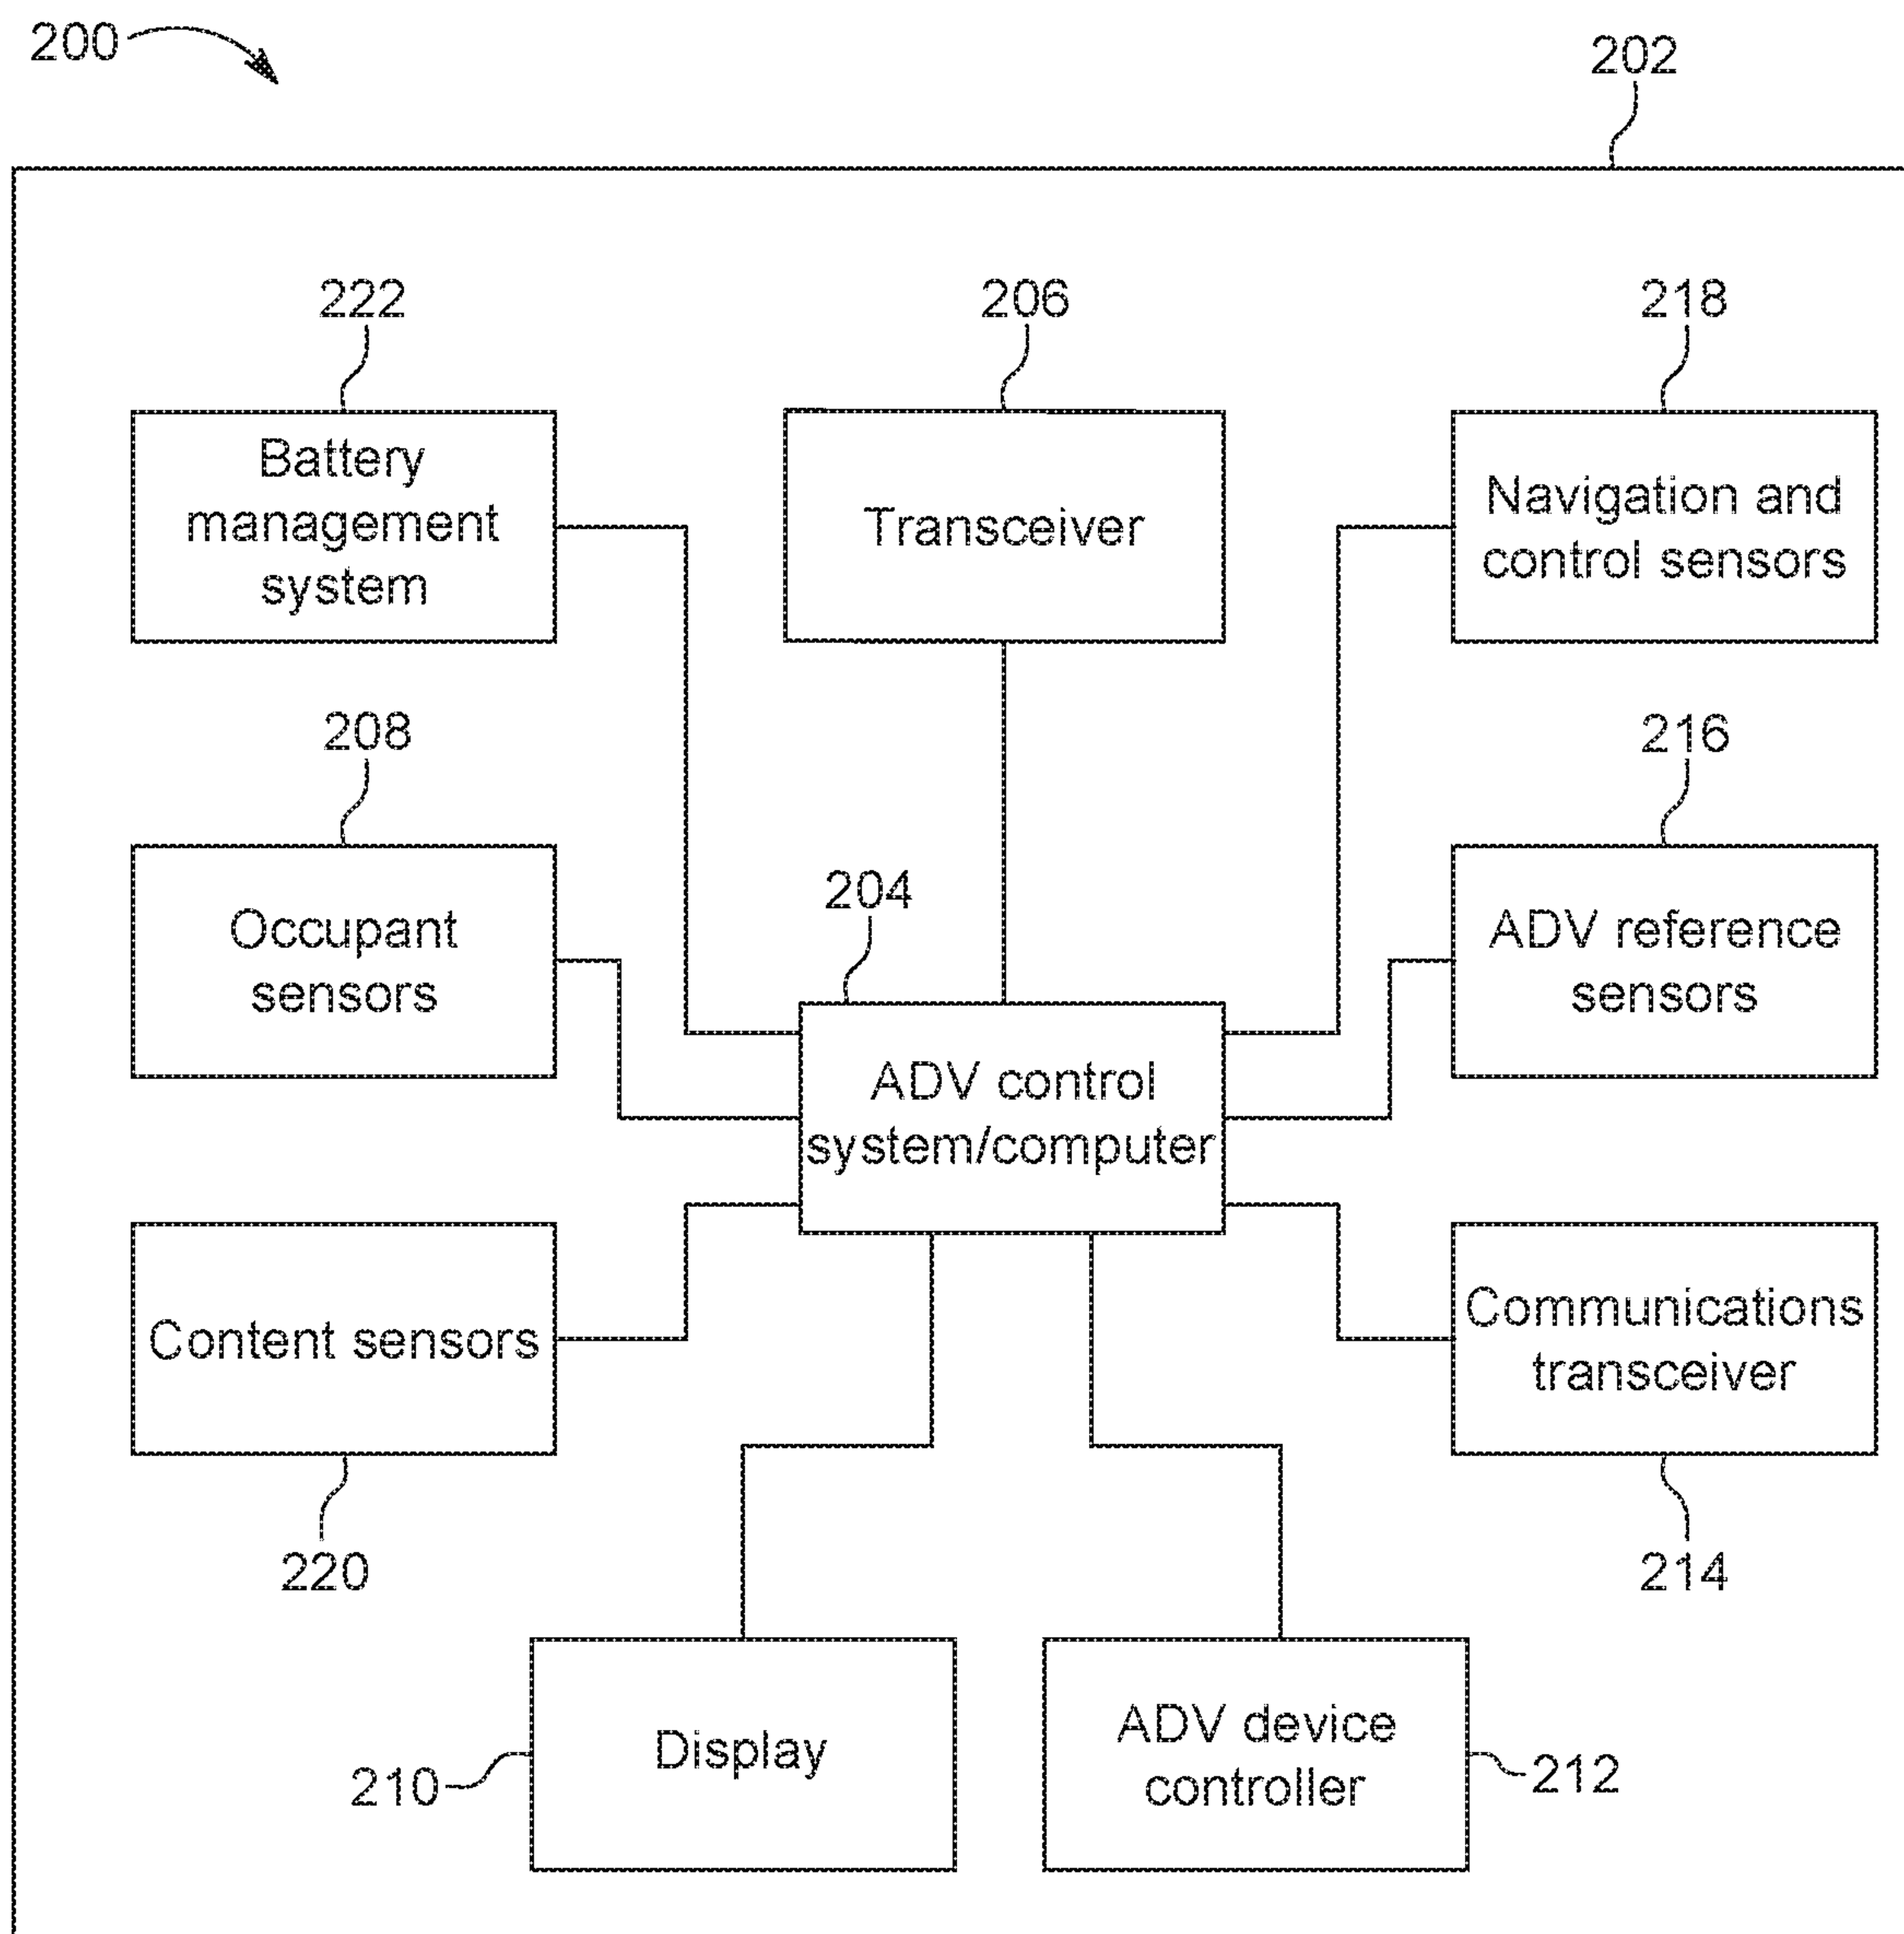 200
202
222
206
218
Battery
management
system
Transceiver
Navigation and
control sensors
208
216
204
Occupant
sensors
ADV reference
sensors
ADV control
system/computer
Content sensors
Communications
transceiver
220
214
Display
ADV device
controller
210
212